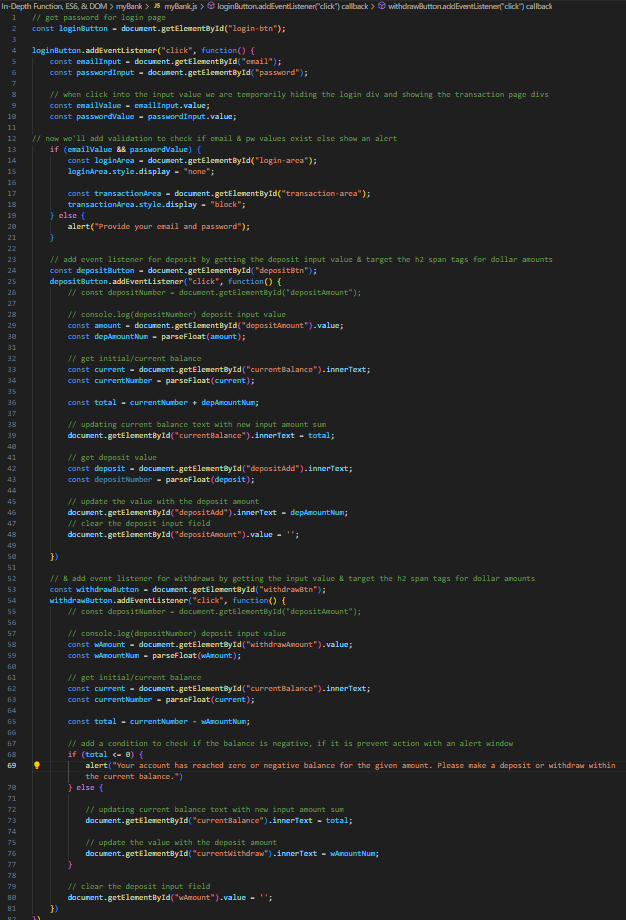 In-Depth Function, ES6, & DOM > myBank > JS myBank.js > loginButton.addEventListener("click") callback > withdrawButton.addEventListener("click") callback
1 // get password for login page
2 const loginButton = document.getElementById("login-btn");
3
4 loginButton.addEventListener("click", function() {
5 const emailInput = document.getElementById("email");
6 const passwordInput = document.getElementById("password");
7
8 // when click into the input value we are temporarily hiding the login div and showing the transaction page divs
9 const emailValue = emailInput.value;
10 const passwordValue = passwordInput.value;
11
12 // now we'll add validation to check if email & pw values exist else show an alert
13 if (emailValue && passwordValue) {
14 const loginArea = document.getElementById("login-area");
15 loginArea.style.display = "none";
16
17 const transactionArea = document.getElementById("transaction-area");
18 transactionArea.style.display = "block";
19 } else {
20 alert("Provide your email and password");
21 }
22
23 // add event listener for deposit by getting the deposit input value & target the h2 span tags for dollar amounts
24 const depositButton = document.getElementById("depositBtn");
25 depositButton.addEventListener("click", function() {
26 // const depositNumber = document.getElementById("depositAmount");
27
28 // console.log(depositNumber) deposit input value
29 const amount = document.getElementById("depositAmount").value;
30 const depAmountNum = parseFloat(amount);
31
32 // get initial/current balance
33 const current = document.getElementById("currentBalance").innerText;
34 const currentNumber = parseFloat(current);
35
36 const total = currentNumber + depAmountNum;
37
38 // updating current balance text with new input amount sum
39 document.getElementById("currentBalance").innerText = total;
40
41 // get deposit value
42 const deposit = document.getElementById("depositAdd").innerText;
43 const depositNumber = parseFloat(deposit);
44
45 // update the value with the deposit amount
46 document.getElementById("depositAdd").innerText = depAmountNum;
47 // clear the deposit input field
48 document.getElementById("depositAmount").value = '';
49
50 })
51
52 // & add event listener for withdraws by getting the input value & target the h2 span tags for dollar amounts
53 const withdrawButton = document.getElementById("withdrawBtn");
54 withdrawButton.addEventListener("click", function() {
55 // const depositNumber = document.getElementById("depositAmount");
56
57 // console.log(depositNumber) deposit input value
58 const wAmount = document.getElementById("withdrawAmount").value;
59 const wAmountNum = parseFloat(wAmount);
60
61 // get initial/current balance
62 const current = document.getElementById("currentBalance").innerText;
63 const currentNumber = parseFloat(current);
64
65 const total = currentNumber - wAmountNum;
66
67 // add a condition to check if the balance is negative, if it is prevent action with an alert window
68 if (total <= 0) {
69 alert("Your account has reached zero or negative balance for the given amount. Please make a deposit or withdraw within
the current balance.")
70 } else {
71
72 // updating current balance text with new input amount sum
73 document.getElementById("currentBalance").innerText = total;
74
75 // update the value with the deposit amount
76 document.getElementById("currentWithdraw").innerText = wAmountNum;
77 }
78
79 // clear the deposit input field
80 document.getElementById("wAmount").value = '';
81 })
82 })